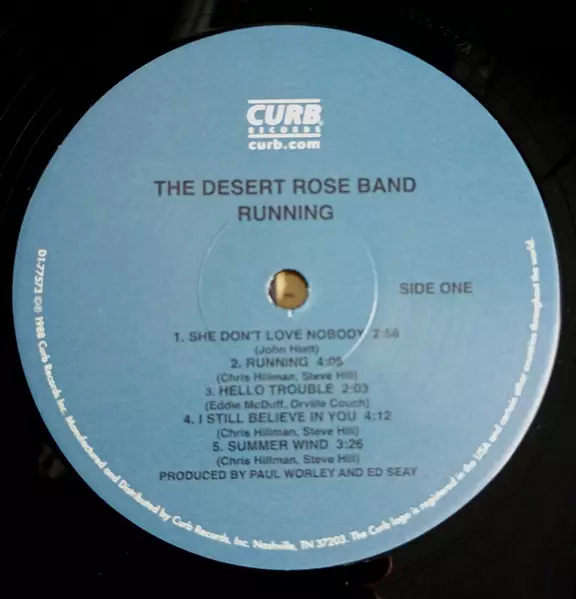 CURB
RECORDS
curb.com
THE DESERT ROSE BAND
RUNNING
SIDE ONE
1. SHE DON'T LOVE NOBODY 2:58
(John Hiatt)
2. RUNNING 4:05
(Chris Hillman, Steve Hill)
3. HELLO TROUBLE 2:03
(Eddie McDuff, Orville Couch)
4. I STILL BELIEVE IN YOU 4:12
(Chris Hillman, Steve Hill)
5. SUMMER WIND 3:26
(Chris Hillman, Steve Hill)
PRODUCED BY PAUL WORLEY AND ED SEAY
D1-77573 ℗© 1988 Curb Records, Inc. Manufactured and Distributed by Curb Records, Inc. Nashville, TN 37203. The Curb logo is registered in the USA and certain other countries throughout the world.